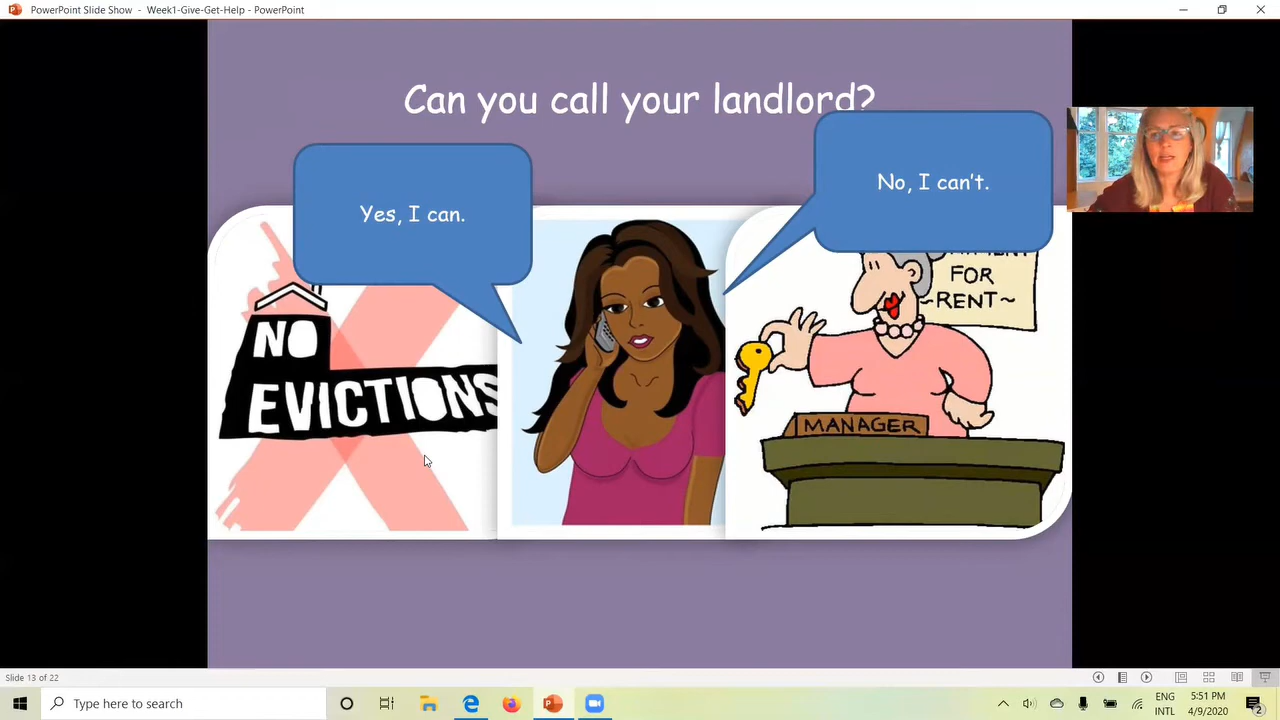 PowerPoint Slide Show - Week1-Give-Get-Help - PowerPoint
Can you call your landlord?
Yes, I can.
No, I can't.
NO
EVICTIONS
FOR
~RENT~
MANAGER
Slide 13 of 22
Type here to search
ENG
INTL
5:51 PM
4/9/2020
2